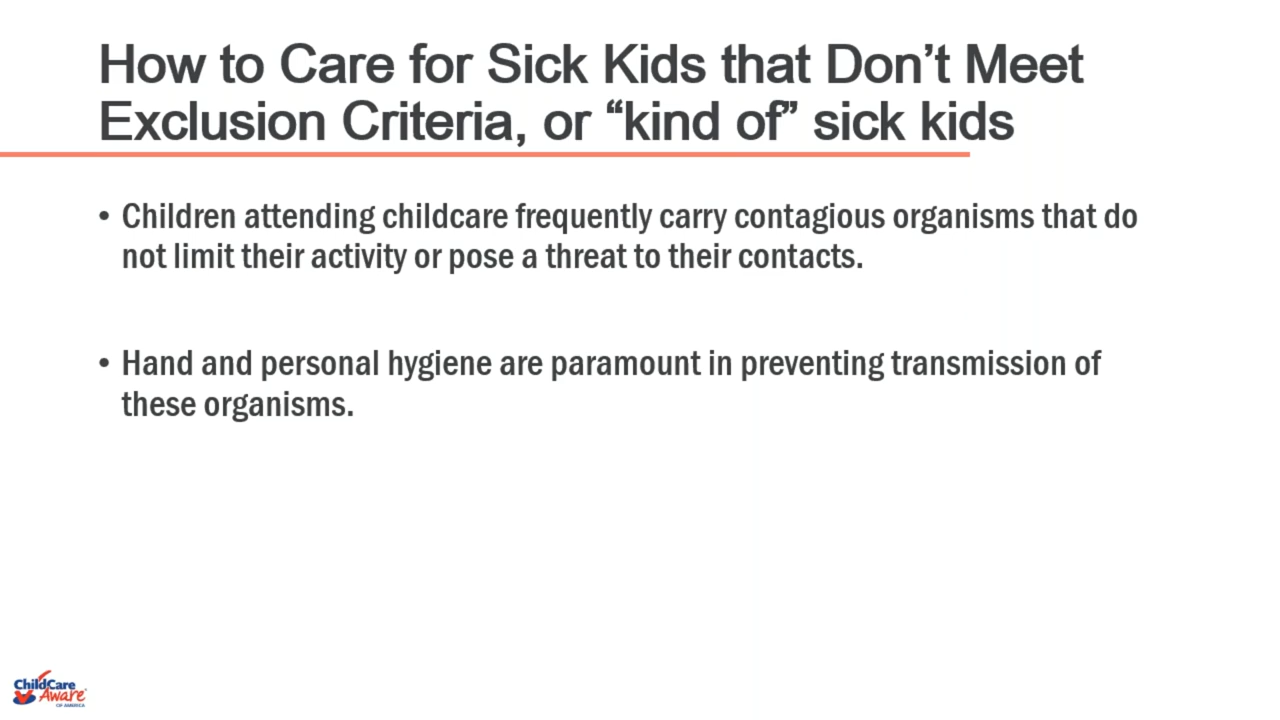 How to Care for Sick Kids that Don’t Meet
Exclusion Criteria, or “kind of” sick kids
• Children attending childcare frequently carry contagious organisms that do
not limit their activity or pose a threat to their contacts.
• Hand and personal hygiene are paramount in preventing transmission of
these organisms.
ChildCare
Aware®
OF AMERICA